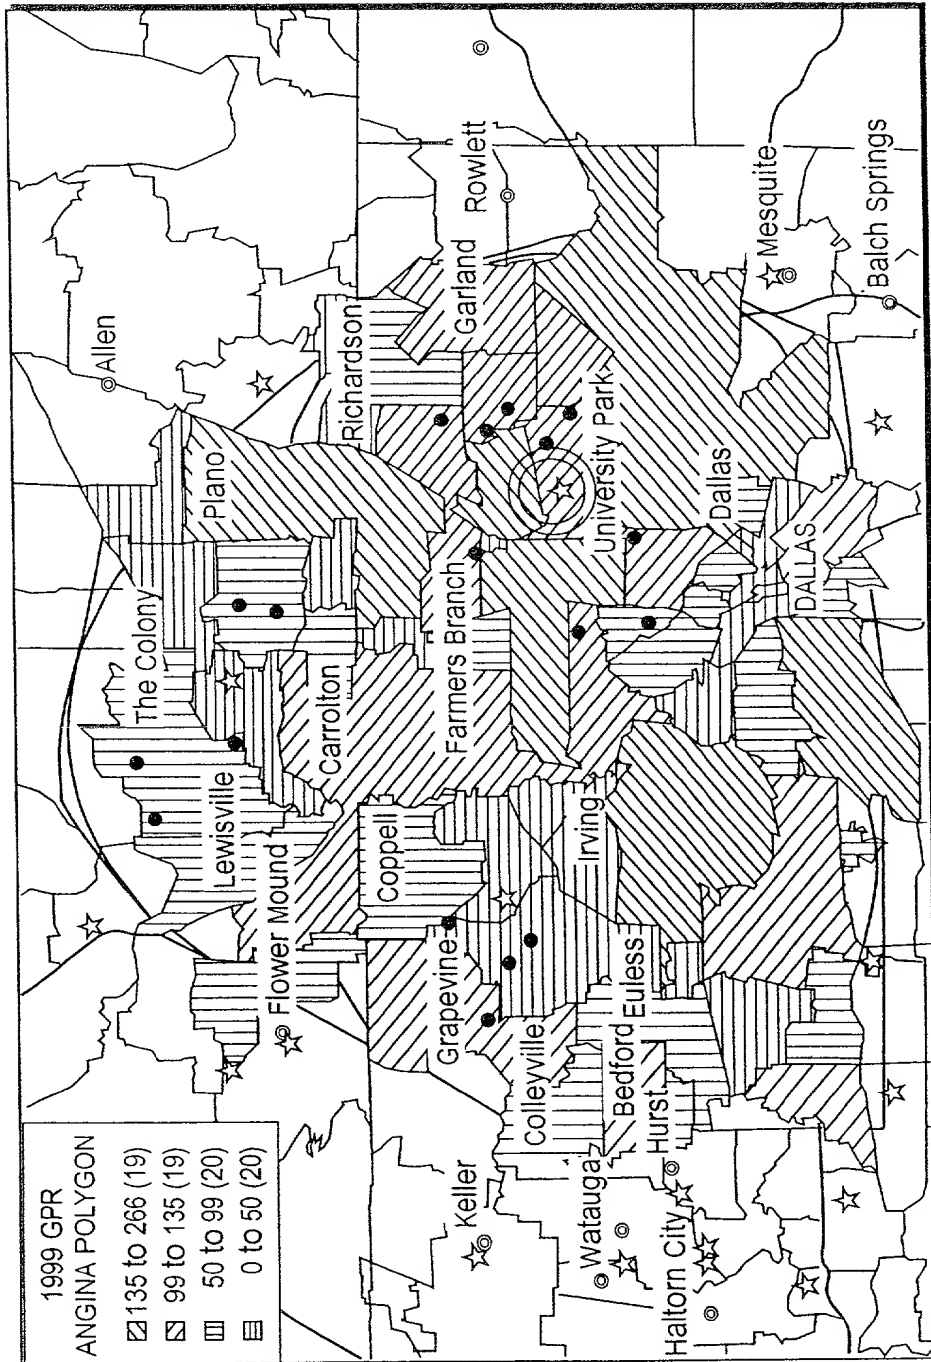 1999 GPR
ANGINA POLYGON
135 to 266 (19)
99 to 135 (19)
50 to 99 (20)
0 to 50 (20)
Allen
Plano
The Colony
Richardson
Garland
Rowlett
Lewisville
Flower Mound
Carrolton
Coppell
Farmers Branch
University Park
Mesquite
Balch Springs
Dallas
DALLAS
Irving
Grapevine
Colleyville
Euless
Bedford
Hurst
Keller
Watauga
Haltorn City